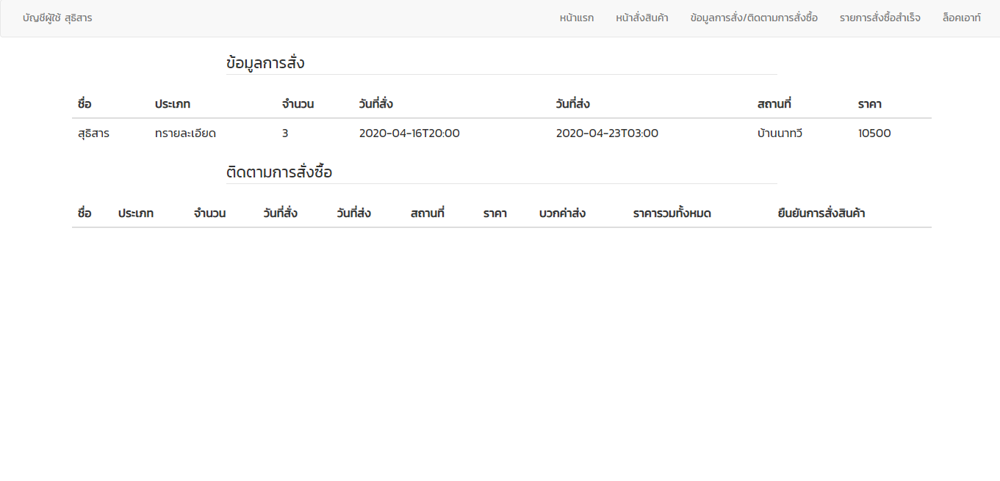 บัญชีผู้ใช้ สุธิสาร หน้าแรก หน้าสั่งสินค้า ข้อมูลการสั่ง/ติดตามการสั่งซื้อ รายการสั่งซื้อสำเร็จ ล็อคเอาท์
ข้อมูลการสั่ง
ชื่อ ประเภท จำนวน วันที่สั่ง วันที่ส่ง สถานที่ ราคา
สุธิสาร ทรายละเอียด 3 2020-04-16T20:00 2020-04-23T03:00 บ้านนาทวี 10500
ติดตามการสั่งซื้อ
ชื่อ ประเภท จำนวน วันที่สั่ง วันที่ส่ง สถานที่ ราคา บวกค่าส่ง ราคารวมทั้งหมด ยืนยันการสั่งสินค้า